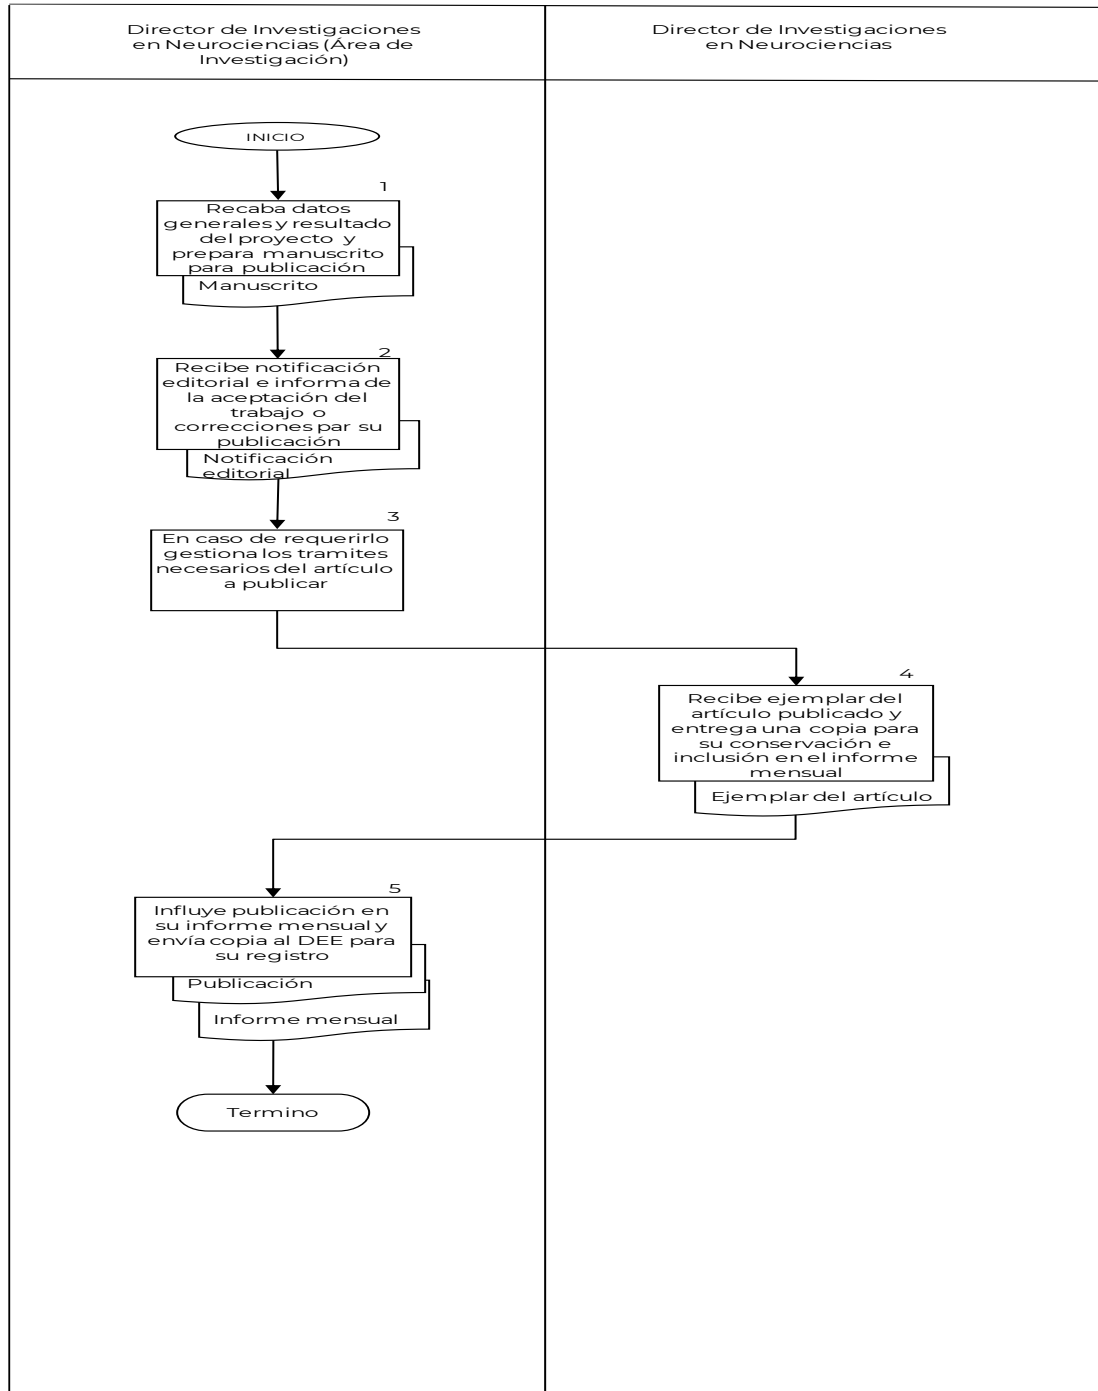 Director de Investigaciones
en Neurociencias (Área de
Investigación)
Director de Investigaciones
en Neurociencias
INICIO
1
Recaba datos
generales y resultado
del proyecto y
prepara manuscrito
para publicación
Manuscrito
2
Recibe notificación
editorial e informa de
la aceptación del
trabajo o
correcciones par su
publicación
Notificación
editorial
3
En caso de requerirlo
gestiona los tramites
necesarios del artículo
a publicar
4
Recibe ejemplar del
artículo publicado y
entrega una copia para
su conservación e
inclusión en el informe
mensual
Ejemplar del artículo
5
Influye publicación en
su informe mensual y
envía copia al DEE para
su registro
Publicación
Informe mensual
Termino